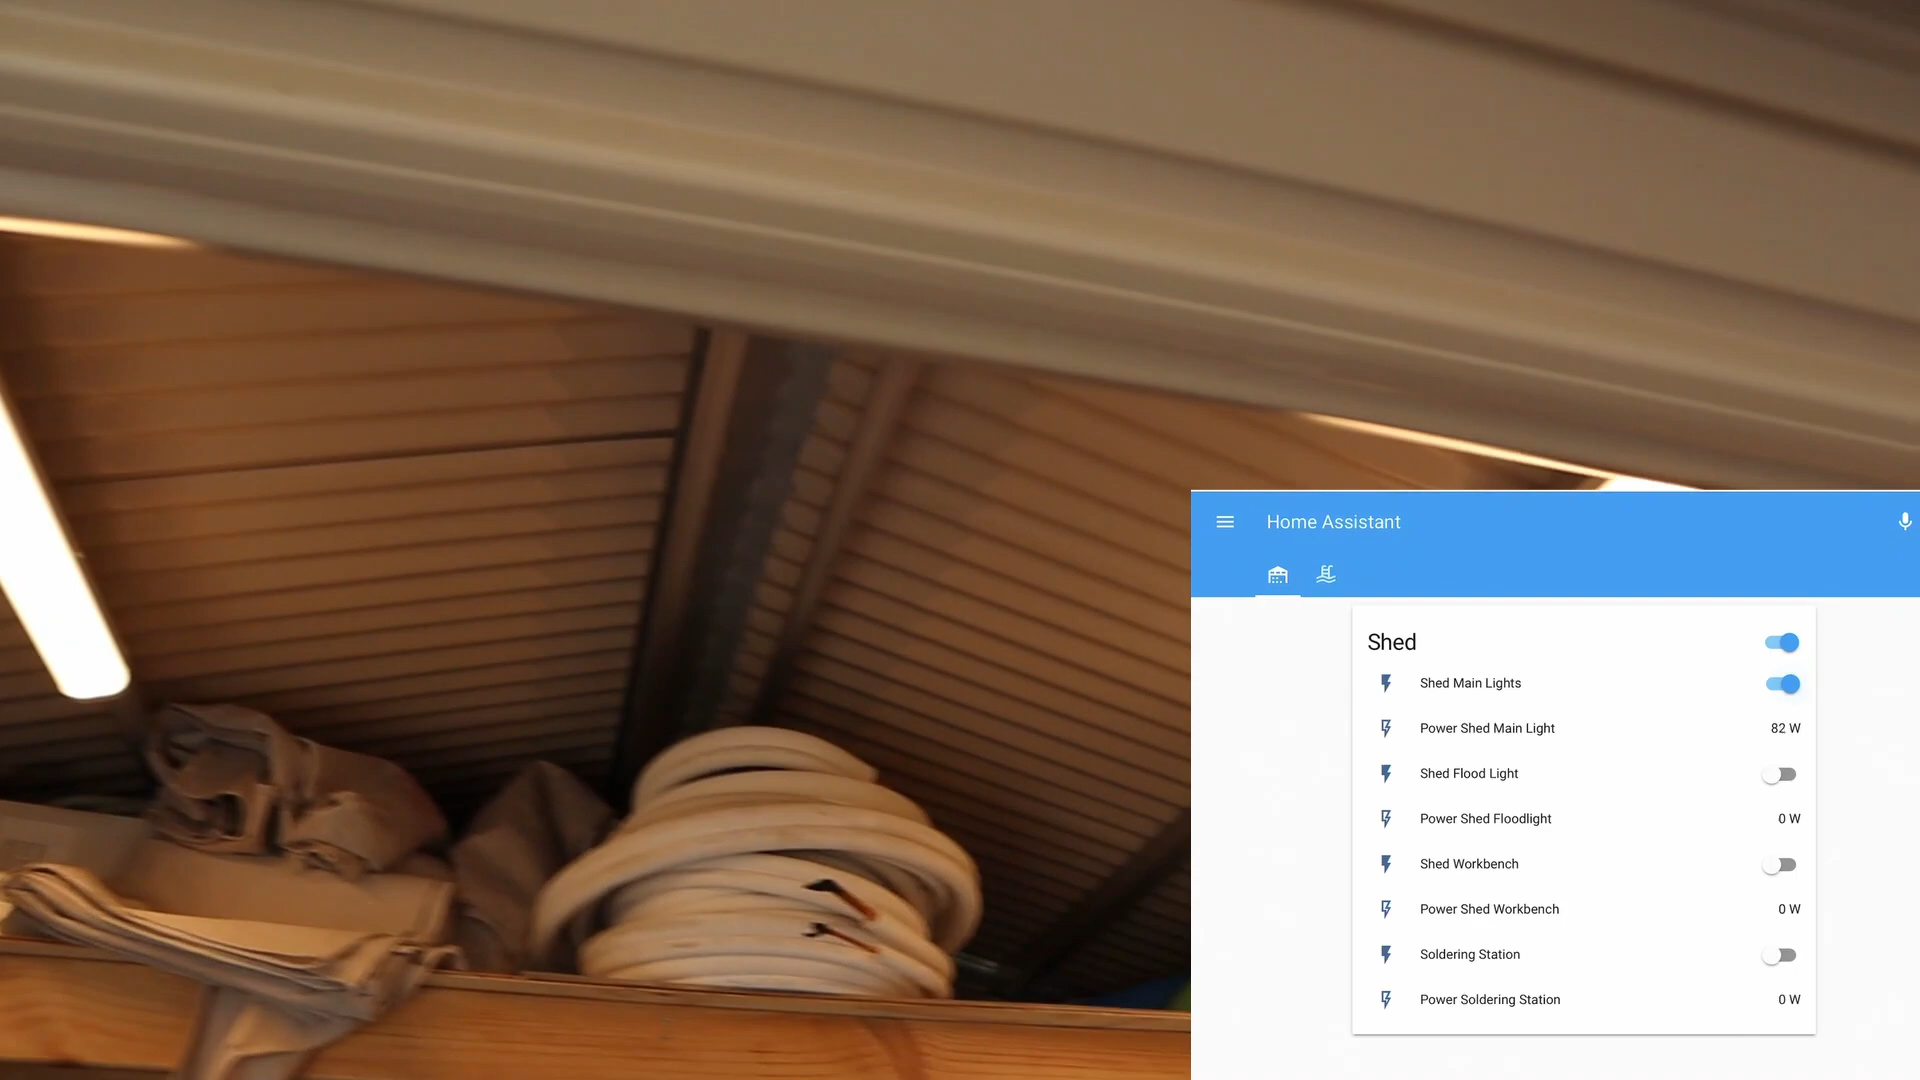 Home Assistant
Shed
Shed Main Lights
Power Shed Main Light 82 W
Shed Flood Light
Power Shed Floodlight 0 W
Shed Workbench
Power Shed Workbench 0 W
Soldering Station
Power Soldering Station 0 W